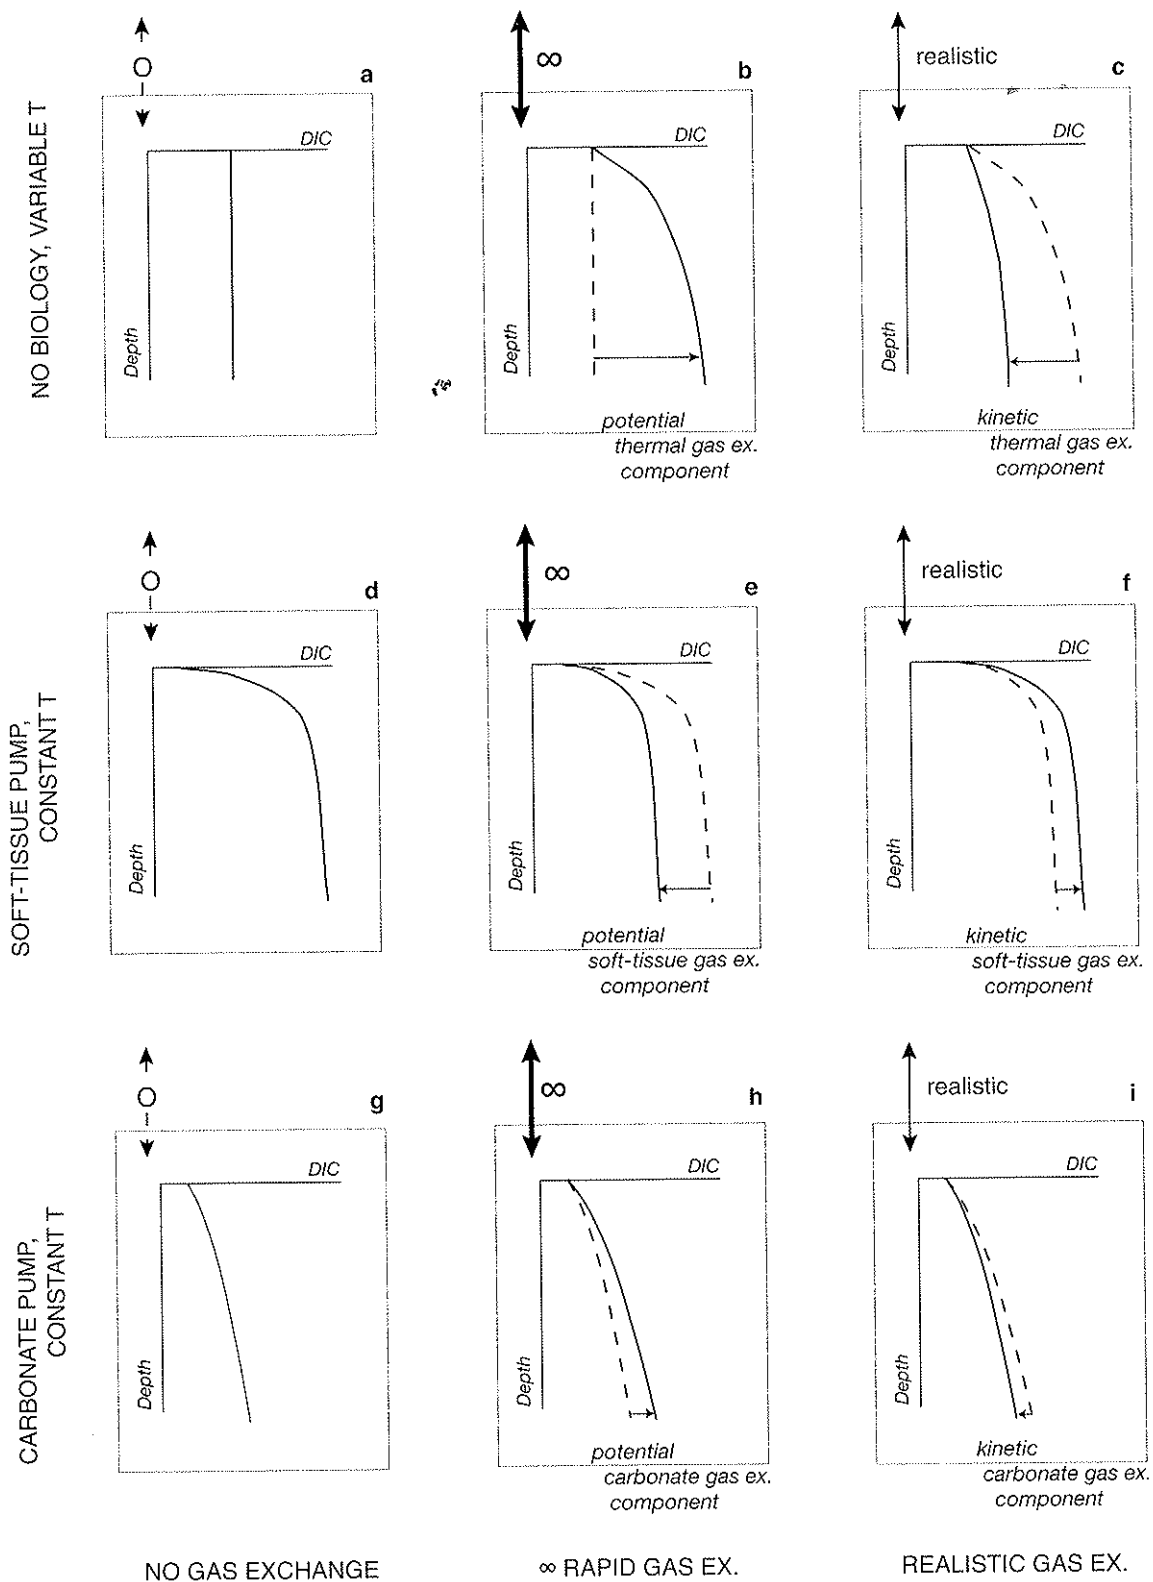 O
a
∞
b
realistic
c
NO BIOLOGY, VARIABLE T
DIC
Depth
DIC
Depth
potential
thermal gas ex.
component
DIC
Depth
kinetic
thermal gas ex.
component
O
d
∞
e
realistic
f
SOFT-TISSUE PUMP,
CONSTANT T
DIC
Depth
DIC
Depth
potential
soft-tissue gas ex.
component
DIC
Depth
kinetic
soft-tissue gas ex.
component
O
g
∞
h
realistic
i
CARBONATE PUMP,
CONSTANT T
DIC
Depth
DIC
Depth
potential
carbonate gas ex.
component
DIC
Depth
kinetic
carbonate gas ex.
component
NO GAS EXCHANGE
∞ RAPID GAS EX.
REALISTIC GAS EX.